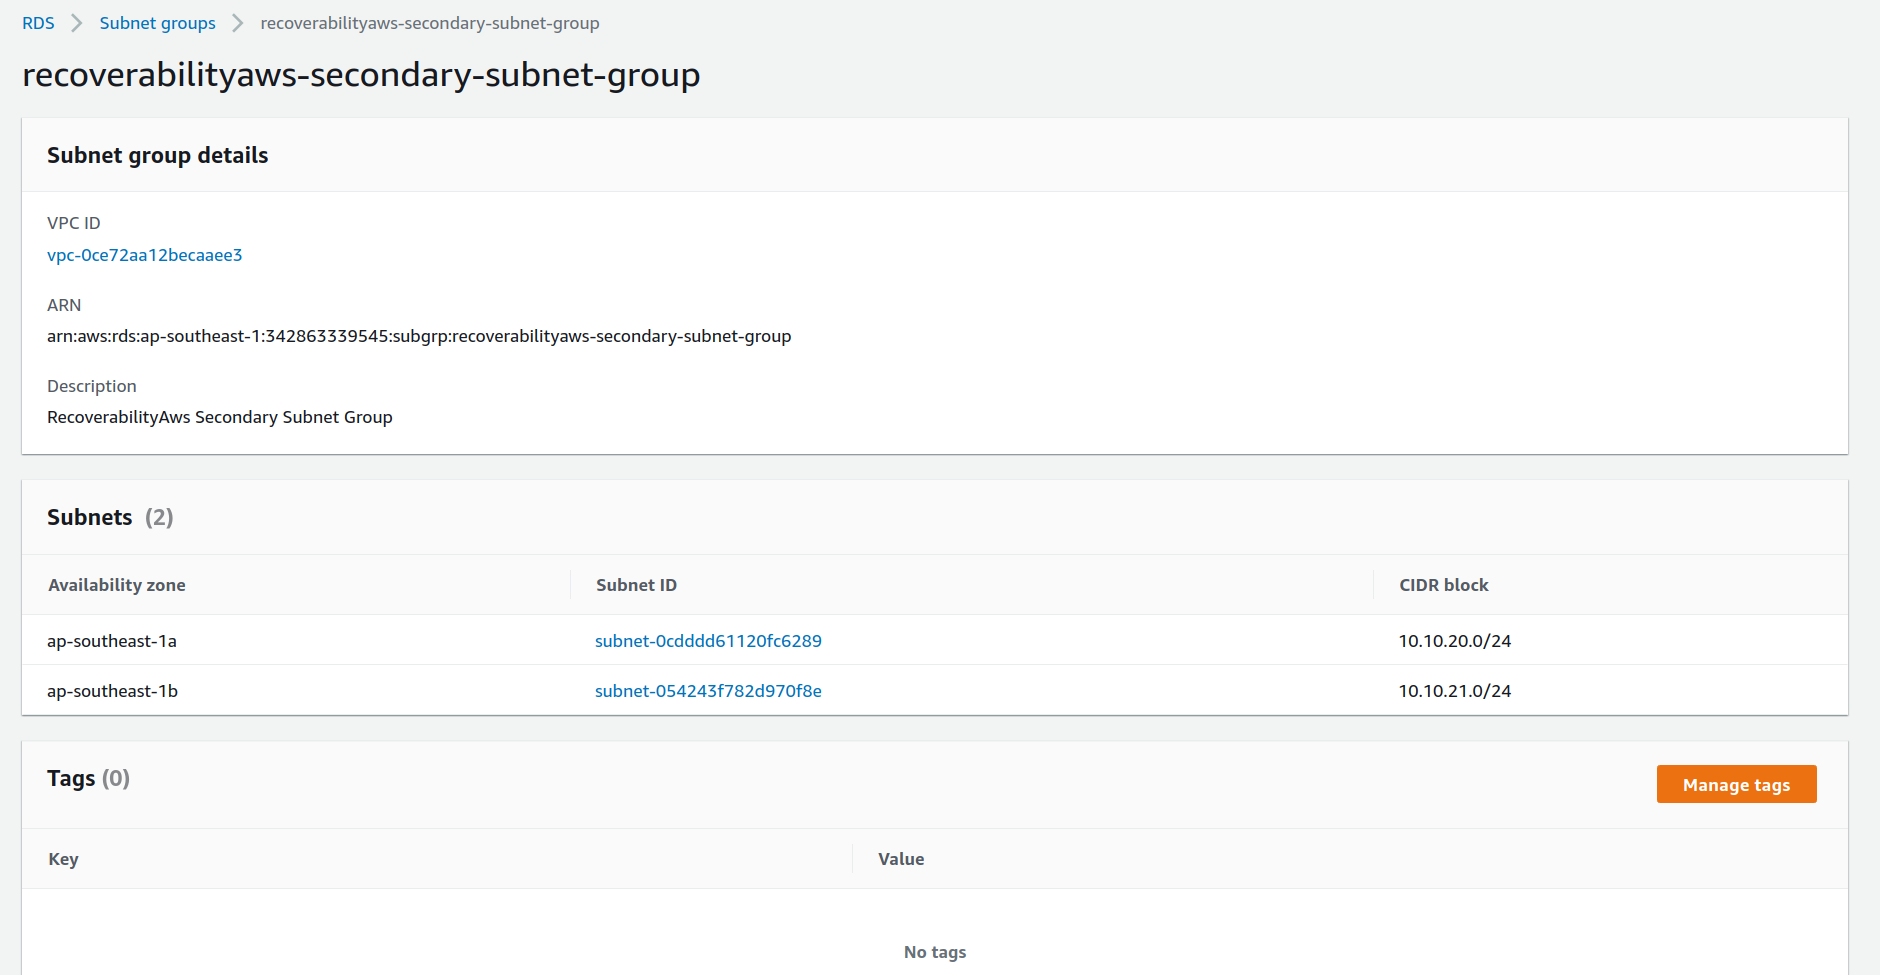 RDS > Subnet groups > recoverabilityaws-secondary-subnet-group
recoverabilityaws-secondary-subnet-group
Subnet group details
VPC ID
vpc-0ce72aa12becaaee3
ARN
arn:aws:rds:ap-southeast-1:342863339545:subgrp:recoverabilityaws-secondary-subnet-group
Description
RecoverabilityAws Secondary Subnet Group
Subnets (2)
Availability zone Subnet ID CIDR block
ap-southeast-1a subnet-0cdddd61120fc6289 10.10.20.0/24
ap-southeast-1b subnet-054243f782d970f8e 10.10.21.0/24
Tags (0) Manage tags
Key Value
No tags